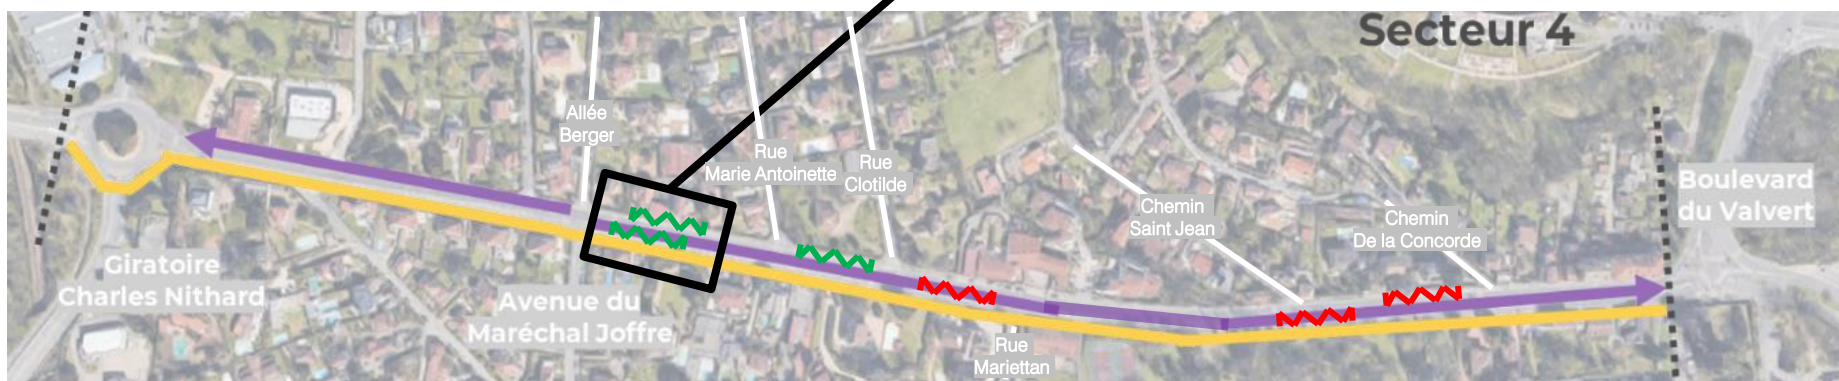 Secteur 4
Allée
Berger
Rue
Marie Antoinette
Rue
Clotilde
Chemin
Saint Jean
Chemin
De la Concorde
Boulevard
du Valvert
Giratoire
Charles Nithard
Avenue du
Maréchal Joffre
Rue
Mariettan